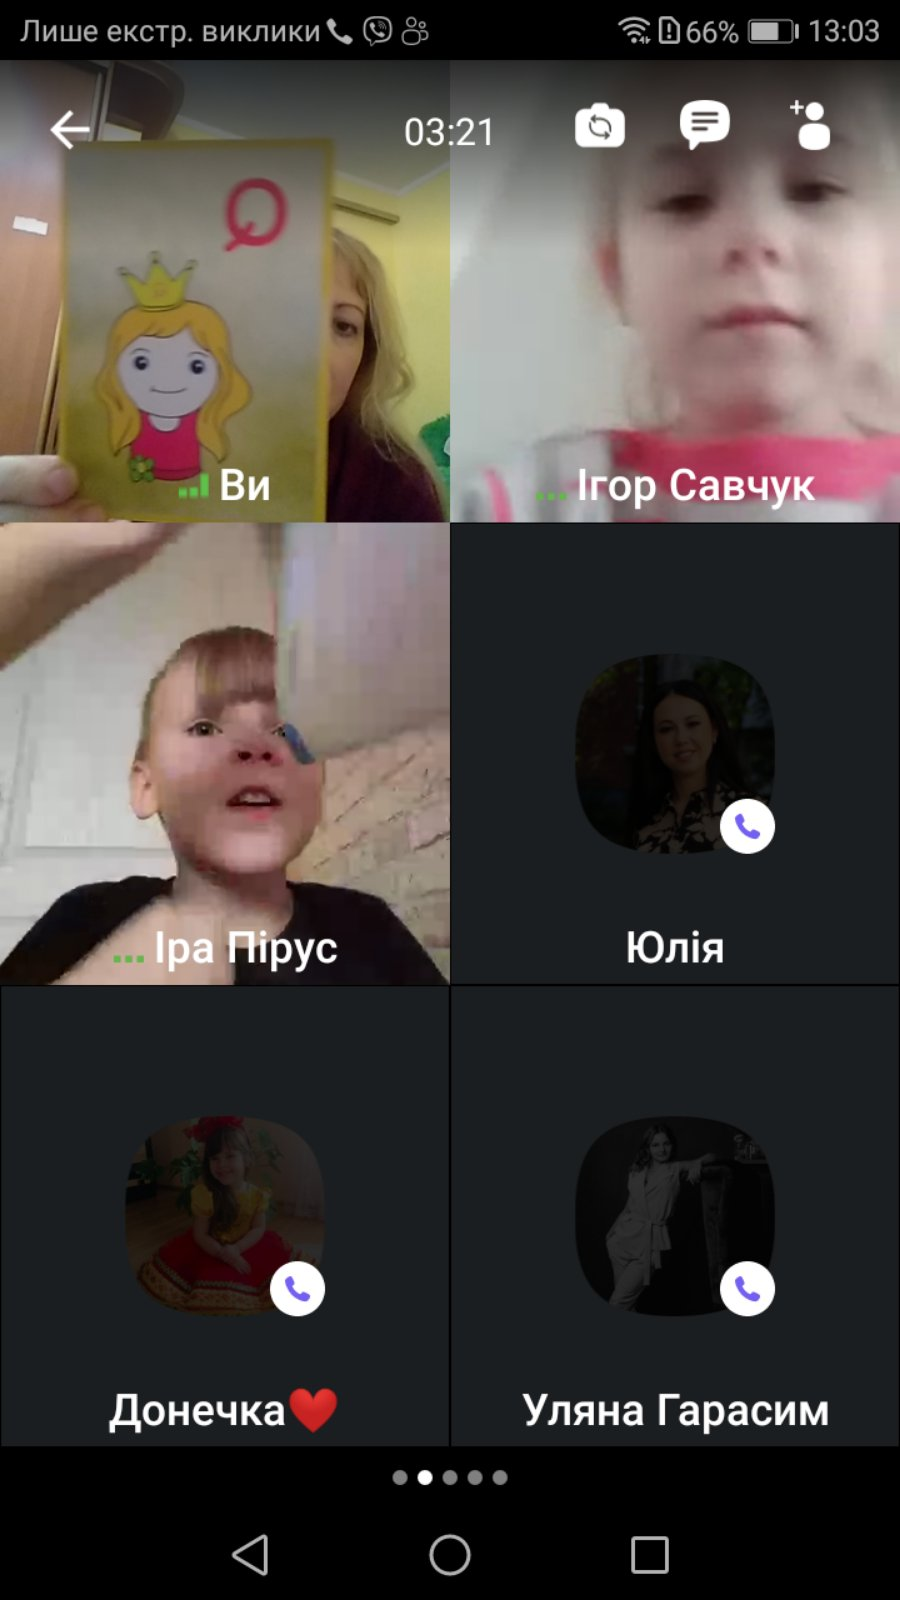 Лише екстр. виклики 66% 13:03
03:21
Q
Ви
Ігор Савчук
Іра Пірус
Юлія
Донечка❤️
Уляна Гарасим